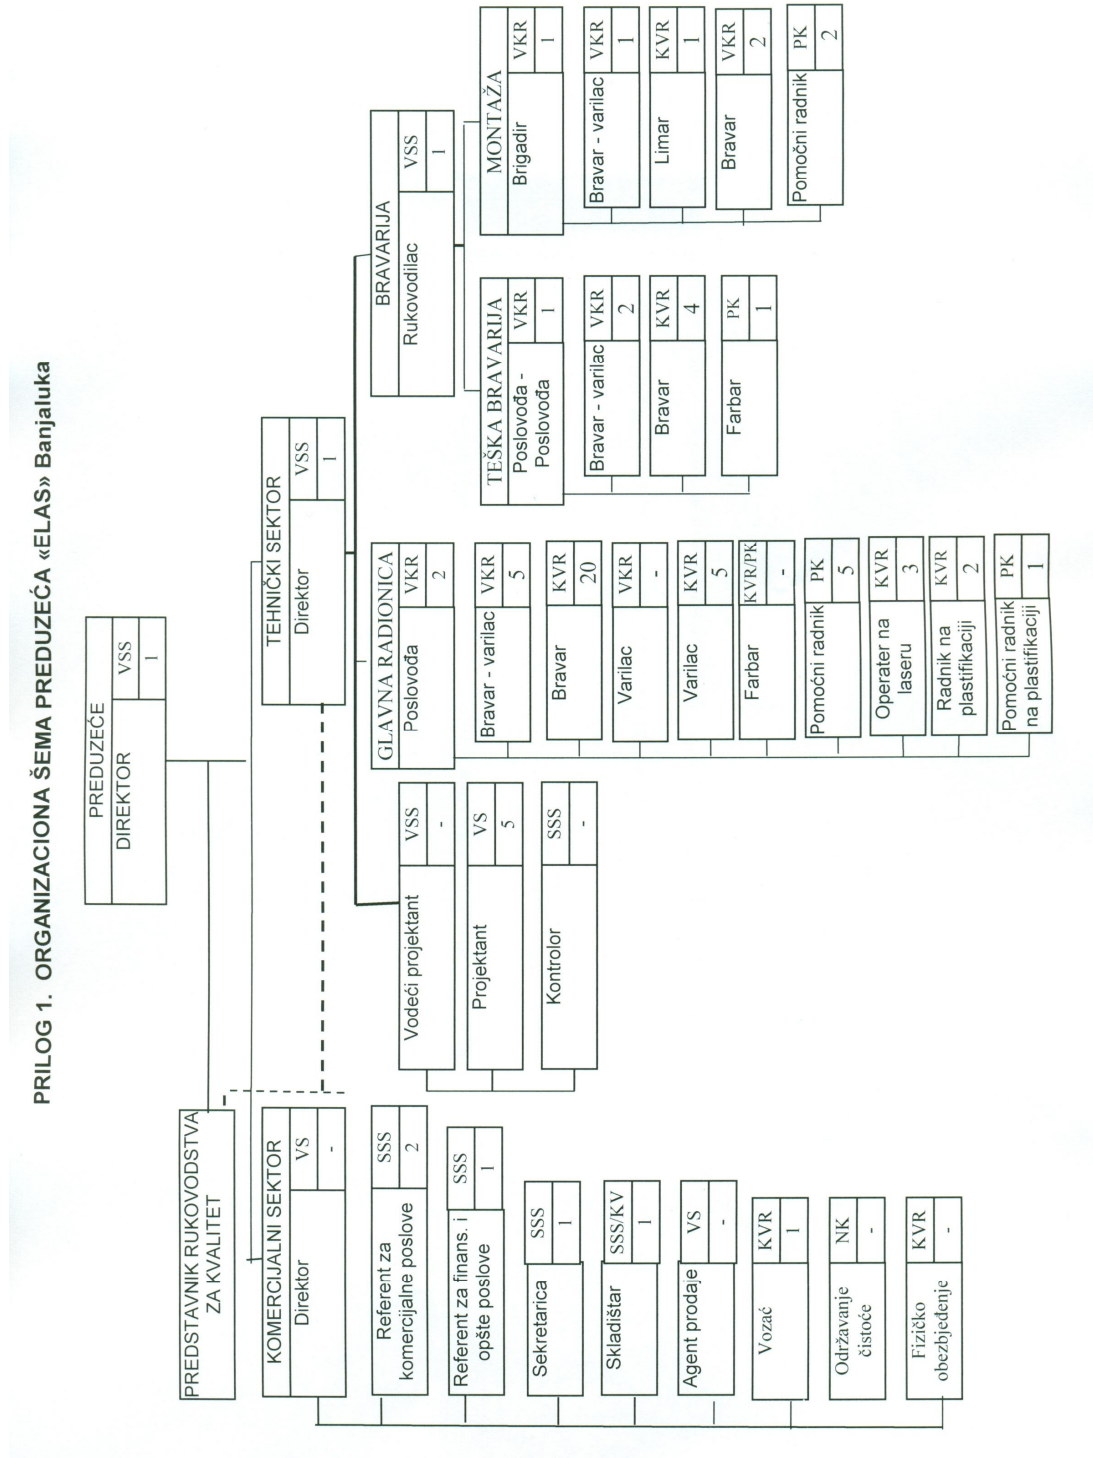 PRILOG 1. ORGANIZACIONA ŠEMA PREDUZEĆA «ELAS» Banjaluka
PREDUZEĆE
DIREKTOR
VSS
1
PREDSTAVNIK RUKOVODSTVA
ZA KVALITET
KOMERCIJALNI SEKTOR
Direktor
VS
-
Referent za
komercijalne poslove
SSS
2
Referent za finans. i
opšte poslove
SSS
1
Sekretarica
SSS
1
Skladištar
SSS/KV
1
Agent prodaje
VS
-
Vozać
KVR
1
Održavanje
čistoće
NK
-
Fizičko
obezbjeđenje
KVR
-
TEHNIČKI SEKTOR
Direktor
VSS
1
Vodeći projektant
VSS
-
Projektant
VS
5
Kontrolor
SSS
-
GLAVNA RADIONICA
Poslovođa
VKR
2
Bravar - varilac
VKR
5
Bravar
KVR
20
Varilac
VKR
-
Varilac
KVR
5
Farbar
KVR/PK
-
Pomoćni radnik
PK
5
Operater na
laseru
KVR
3
Radnik na
plastifikaciji
KVR
2
Pomoćni radnik
na plastifikaciji
PK
1
BRAVARIJA
Rukovodilac
VSS
1
TEŠKA BRAVARIJA
Poslovođa -
Poslovođa
VKR
1
Bravar - varilac
VKR
2
Bravar
KVR
4
Farbar
PK
1
MONTAŽA
Brigadir
VKR
1
Bravar - varilac
VKR
1
Limar
KVR
1
Bravar
VKR
2
Pomoćni radnik
PK
2